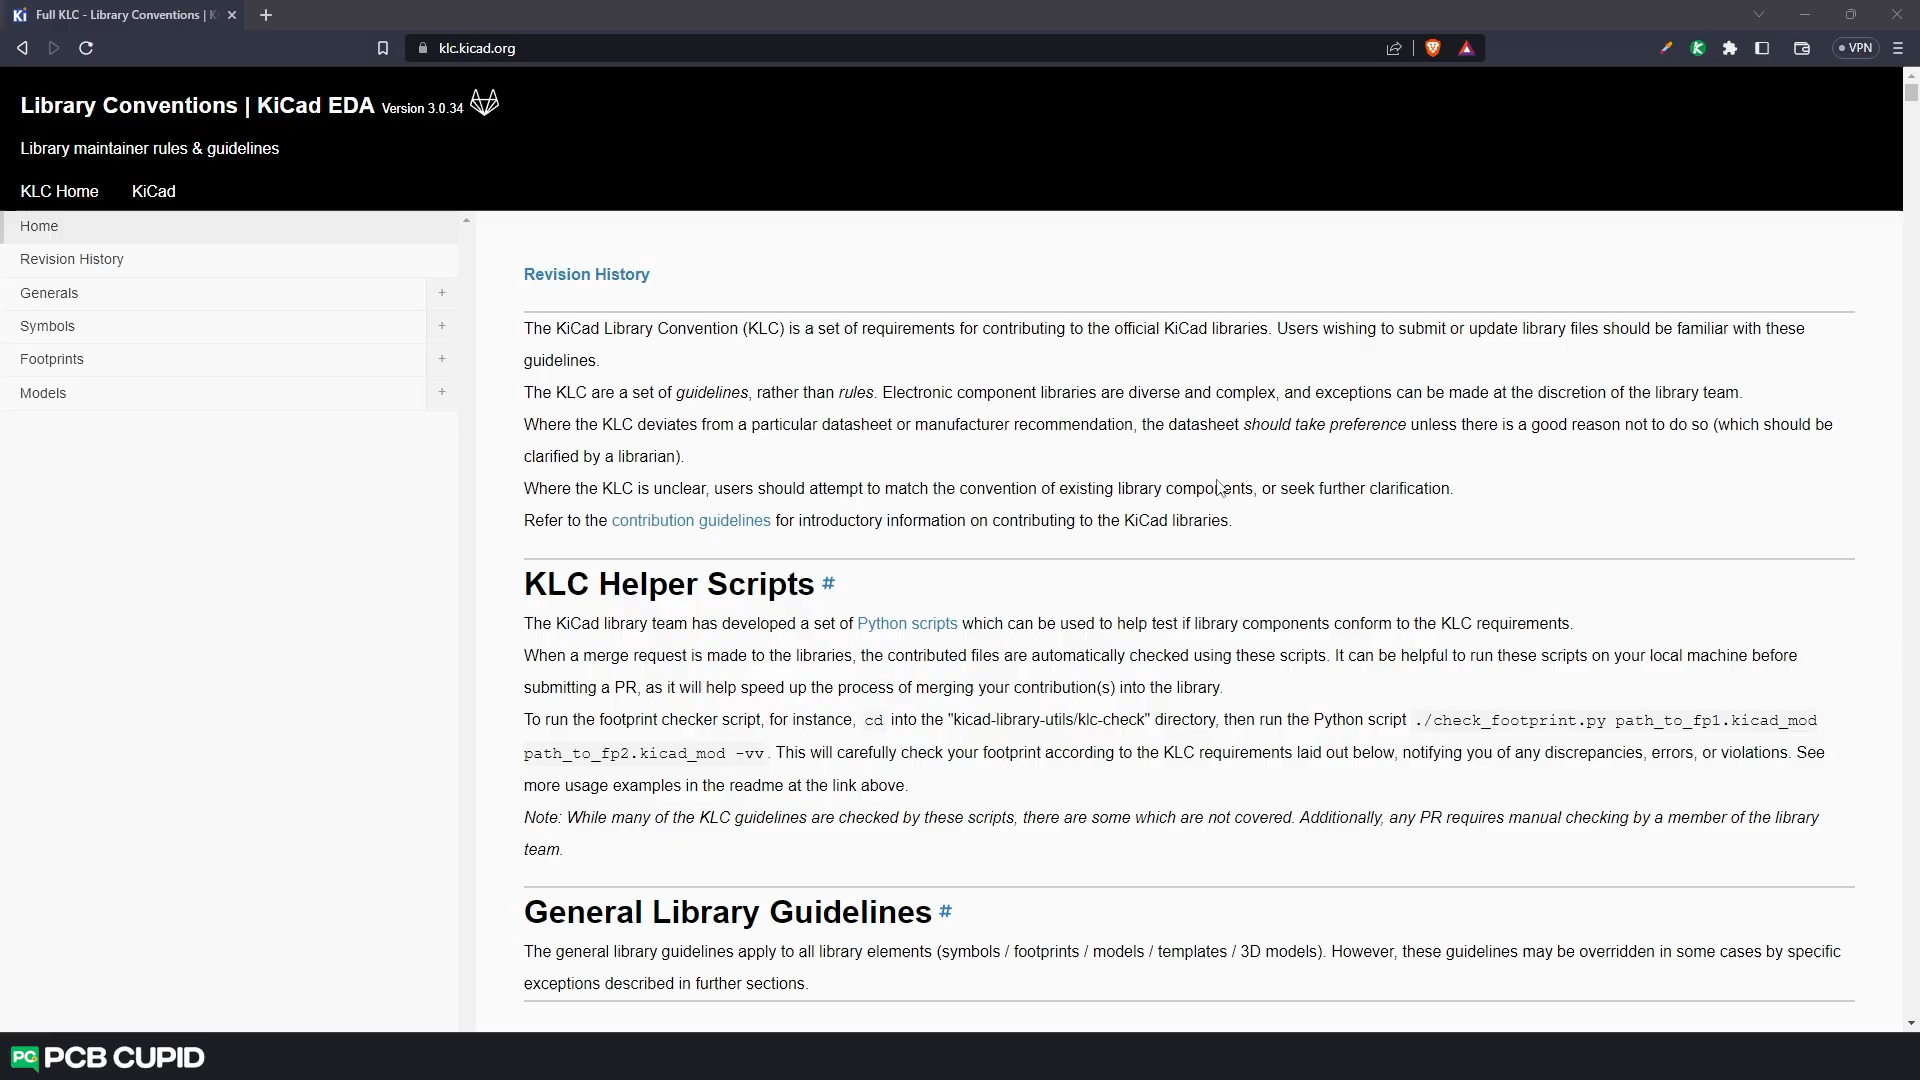 Full KLC - Library Conventions | K
klc.kicad.org
VPN
Library Conventions | KiCad EDA Version 3.0.34
Library maintainer rules & guidelines
KLC Home KiCad
Home
Revision History
Generals +
Symbols +
Footprints +
Models +
Revision History
The KiCad Library Convention (KLC) is a set of requirements for contributing to the official KiCad libraries. Users wishing to submit or update library files should be familiar with these
guidelines.
The KLC are a set of guidelines, rather than rules. Electronic component libraries are diverse and complex, and exceptions can be made at the discretion of the library team.
Where the KLC deviates from a particular datasheet or manufacturer recommendation, the datasheet should take preference unless there is a good reason not to do so (which should be
clarified by a librarian).
Where the KLC is unclear, users should attempt to match the convention of existing library components, or seek further clarification.
Refer to the contribution guidelines for introductory information on contributing to the KiCad libraries.
KLC Helper Scripts #
The KiCad library team has developed a set of Python scripts which can be used to help test if library components conform to the KLC requirements.
When a merge request is made to the libraries, the contributed files are automatically checked using these scripts. It can be helpful to run these scripts on your local machine before
submitting a PR, as it will help speed up the process of merging your contribution(s) into the library.
To run the footprint checker script, for instance, cd into the "kicad-library-utils/klc-check" directory, then run the Python script ./check_footprint.py path_to_fp1.kicad_mod
path_to_fp2.kicad_mod -vv. This will carefully check your footprint according to the KLC requirements laid out below, notifying you of any discrepancies, errors, or violations. See
more usage examples in the readme at the link above.
Note: While many of the KLC guidelines are checked by these scripts, there are some which are not covered. Additionally, any PR requires manual checking by a member of the library
team.
General Library Guidelines #
The general library guidelines apply to all library elements (symbols / footprints / models / templates / 3D models). However, these guidelines may be overridden in some cases by specific
exceptions described in further sections.
PCB CUPID